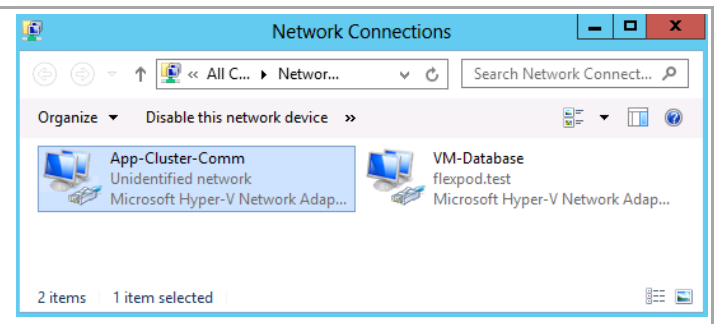 Network Connections
« All C... ▸ Networ...
Search Network Connect...
Organize Disable this network device »
App-Cluster-Comm
Unidentified network
Microsoft Hyper-V Network Adap...
VM-Database
flexpod.test
Microsoft Hyper-V Network Adap...
2 items 1 item selected